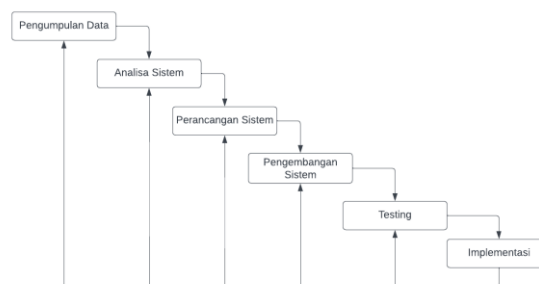 Pengumpulan Data
Analisa Sistem
Perancangan Sistem
Pengembangan
Sistem
Testing
Implementasi